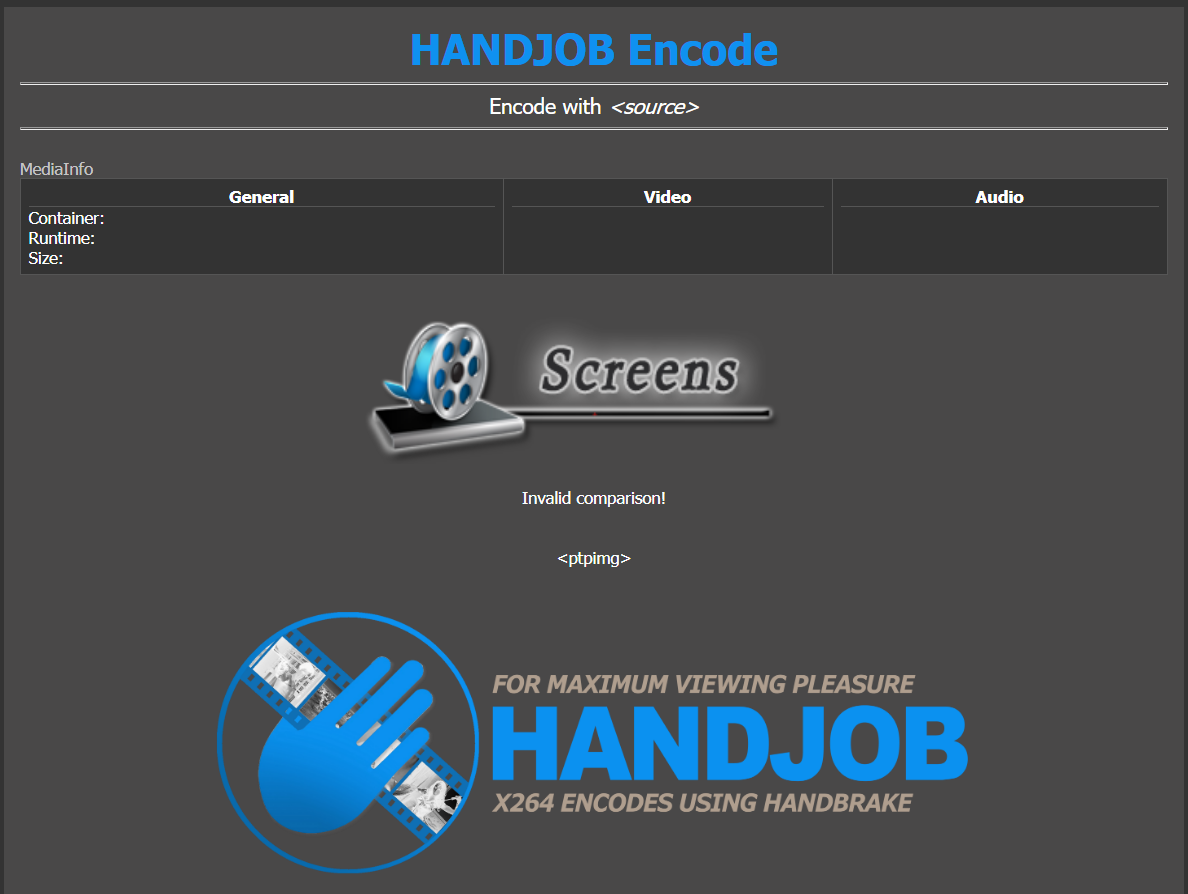 HANDJOB Encode
Encode with <source>
MediaInfo
General Video Audio
Container:
Runtime:
Size:
Screens
Invalid comparison!
<ptpimg>
FOR MAXIMUM VIEWING PLEASURE
HANDJOB
X264 ENCODES USING HANDBRAKE